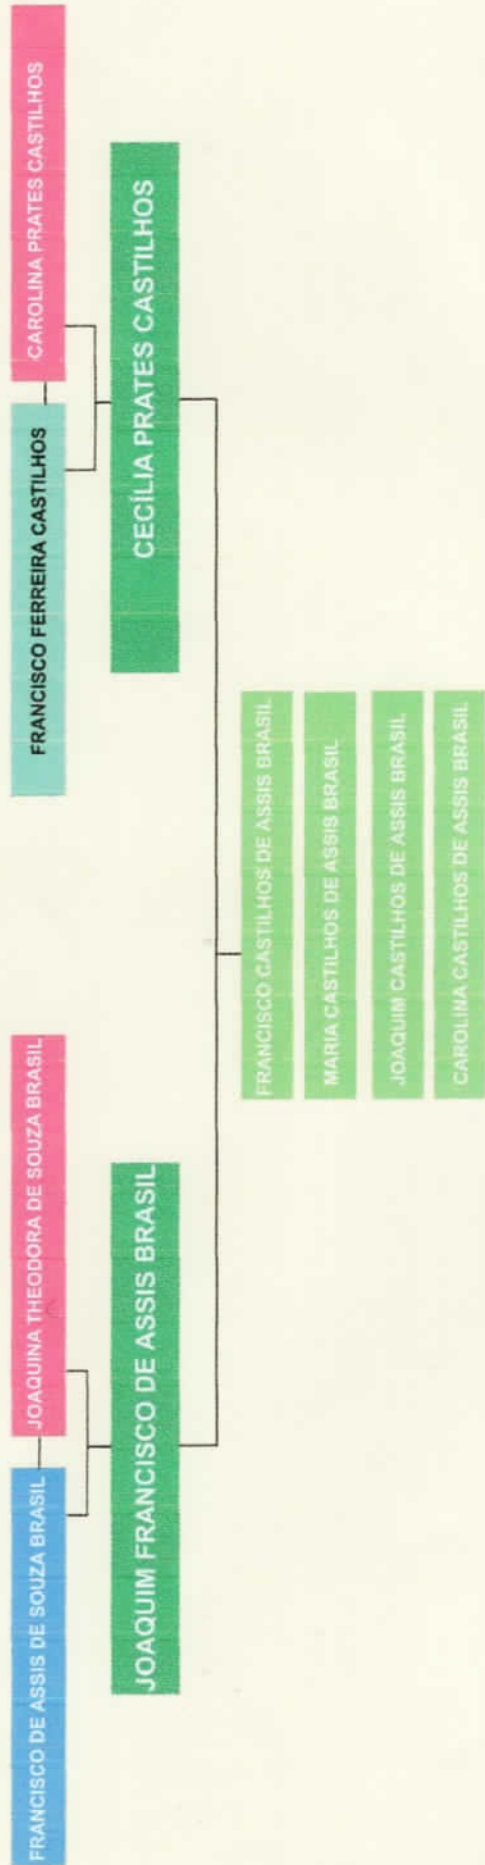 FRANCISCO DE ASSIS DE SOUZA BRASIL
JOAQUINA THEODORA DE SOUZA BRASIL
FRANCISCO FERREIRA CASTILHOS
CAROLINA PRATES CASTILHOS
JOAQUIM FRANCISCO DE ASSIS BRASIL
CECÍLIA PRATES CASTILHOS
FRANCISCO CASTILHOS DE ASSIS BRASIL
MARIA CASTILHOS DE ASSIS BRASIL
JOAQUIM CASTILHOS DE ASSIS BRASIL
CAROLINA CASTILHOS DE ASSIS BRASIL